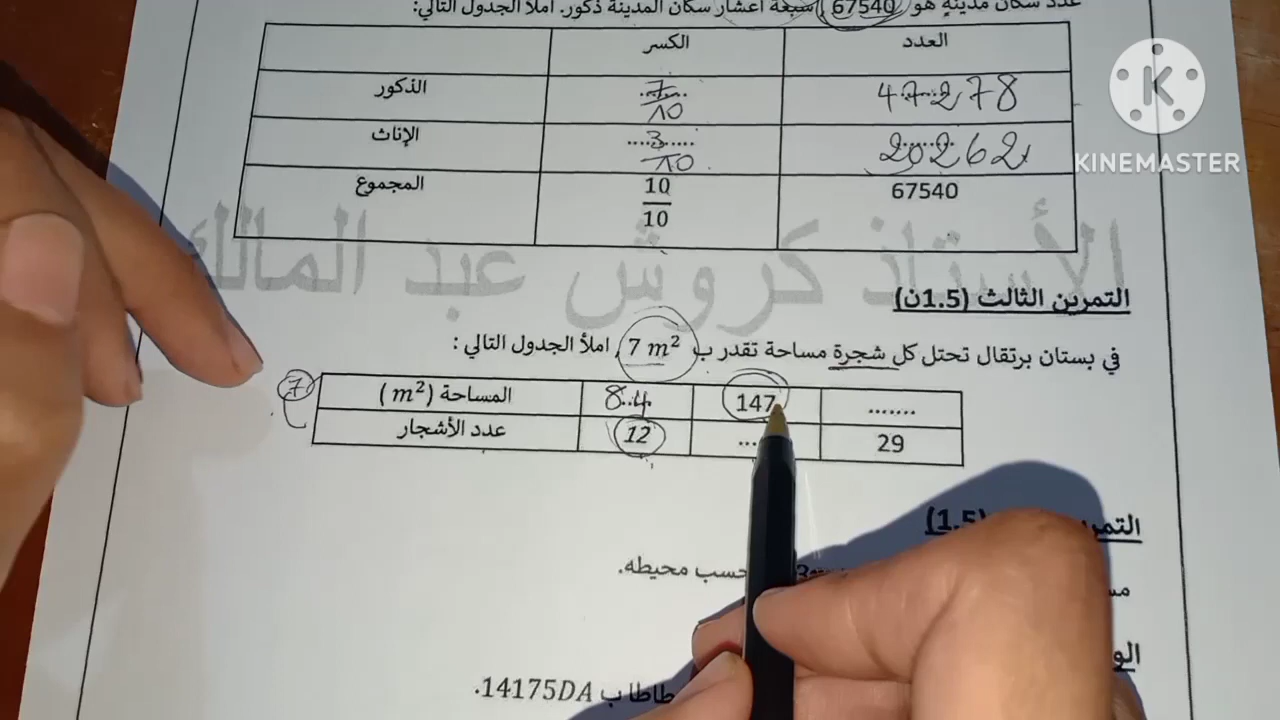 عدد سكان مدينةٍ هو 67540، سبعة أعشار سكان المدينة ذكور. املأ الجدول التالي:
العدد الكسر
الذكور 7/10 47278
الإناث 3/10 20262
المجموع 10/10 67540
KINEMASTER
الأستاذ كروش عبد المالك
التمرين الثالث (1.5ن)
في بستان برتقال تحتل كل شجرة مساحة تقدر ب 7 m²، املأ الجدول التالي :
7
المساحة (m²) 84 147 .......
عدد الأشجار 12 ... 29
(1.5
حسب محيطه.
ب 14175DA.